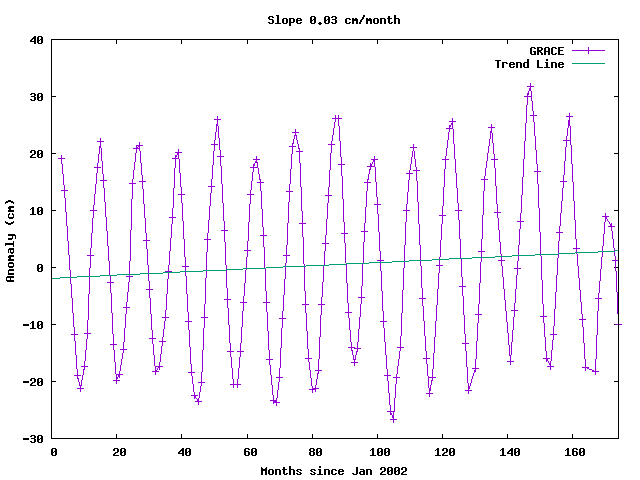 Slope 0.03 cm/month
GRACE
Trend Line
40
30
20
10
0
-10
-20
-30
Anomaly (cm)
0 20 40 60 80 100 120 140 160
Months since Jan 2002